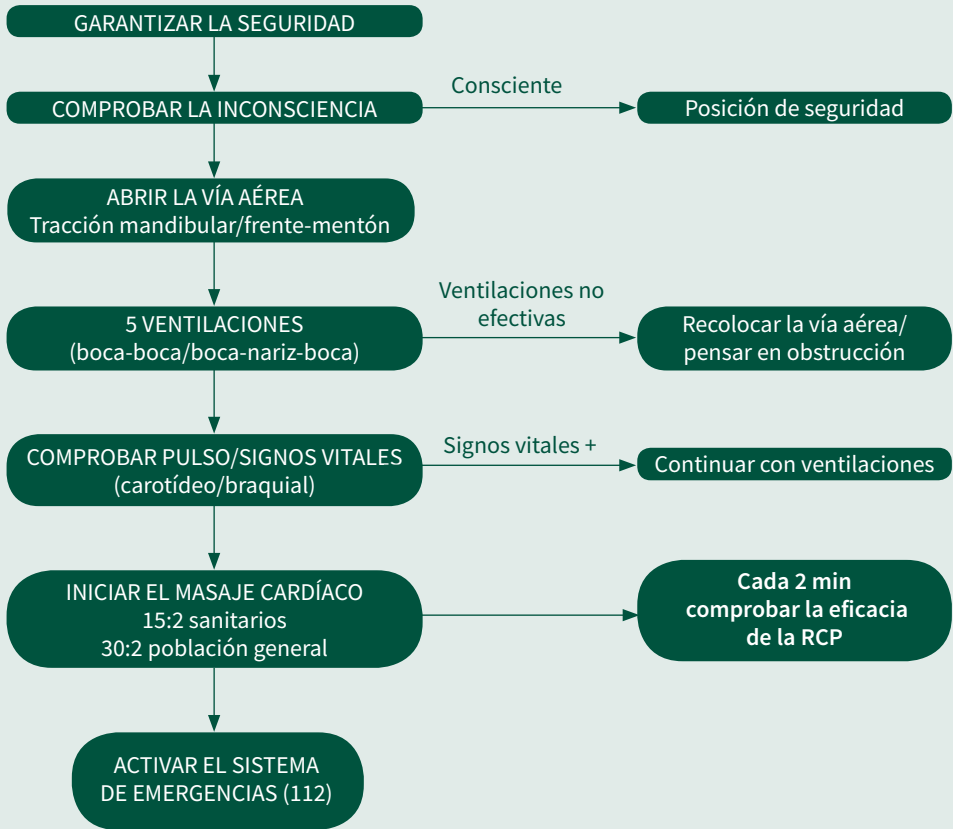 GARANTIZAR LA SEGURIDAD
COMPROBAR LA INCONSCIENCIA
Consciente
Posición de seguridad
ABRIR LA VÍA AÉREA
Tracción mandibular/frente-mentón
5 VENTILACIONES
(boca-boca/boca-nariz-boca)
Ventilaciones no
efectivas
Recolocar la vía aérea/
pensar en obstrucción
COMPROBAR PULSO/SIGNOS VITALES
(carotídeo/braquial)
Signos vitales +
Continuar con ventilaciones
INICIAR EL MASAJE CARDÍACO
15:2 sanitarios
30:2 población general
Cada 2 min
comprobar la eficacia
de la RCP
ACTIVAR EL SISTEMA
DE EMERGENCIAS (112)